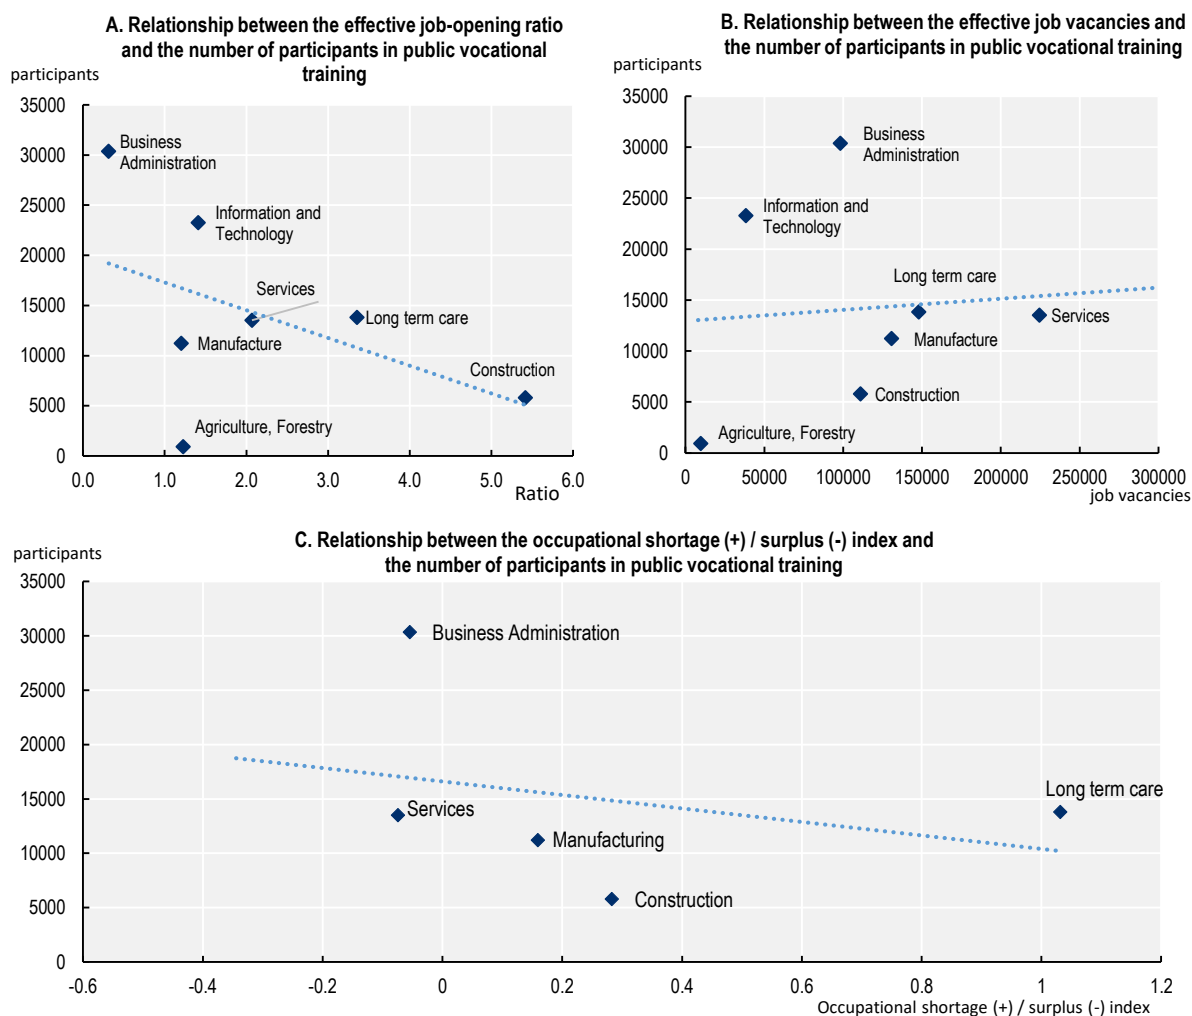 A. Relationship between the effective job-opening ratio
and the number of participants in public vocational
training
participants
35000
30000
25000
20000
15000
10000
5000
0
Business
Administration
Information and
Technology
Services
Long term care
Manufacture
Construction
Agriculture, Forestry
0.0
1.0
2.0
3.0
4.0
5.0
6.0
Ratio
B. Relationship between the effective job vacancies and
the number of participants in public vocational training
participants
35000
30000
25000
20000
15000
10000
5000
0
Business
Administration
Information and
Technology
Long term care
Services
Manufacture
Construction
Agriculture, Forestry
0
50000
100000
150000
200000
250000
300000
job vacancies
C. Relationship between the occupational shortage (+) / surplus (-) index and
the number of participants in public vocational training
participants
35000
30000
25000
20000
15000
10000
5000
0
Business Administration
Long term care
Services
Manufacturing
Construction
-0.6
-0.4
-0.2
0
0.2
0.4
0.6
0.8
1
1.2
Occupational shortage (+) / surplus (-) index